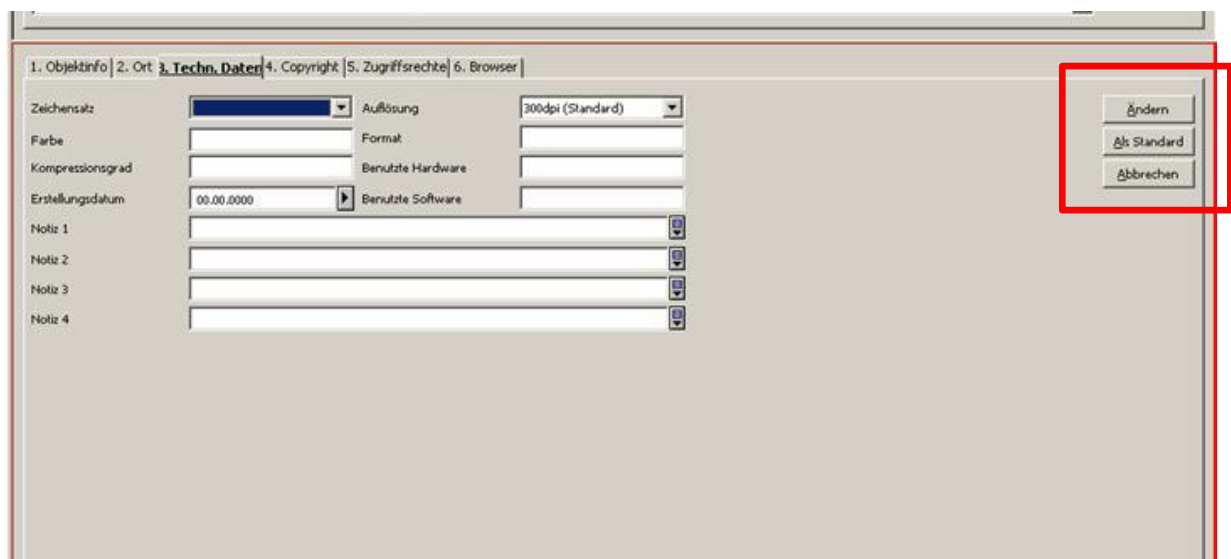 1. Objektinfo 2. Ort 3. Techn. Daten 4. Copyright 5. Zugriffsrechte 6. Browser
Zeichensatz Auflösung 300dpi (Standard) Ändern
Farbe Format Als Standard
Kompressionsgrad Benutzte Hardware Abbrechen
Erstellungsdatum 00.00.0000 Benutzte Software
Notiz 1
Notiz 2
Notiz 3
Notiz 4